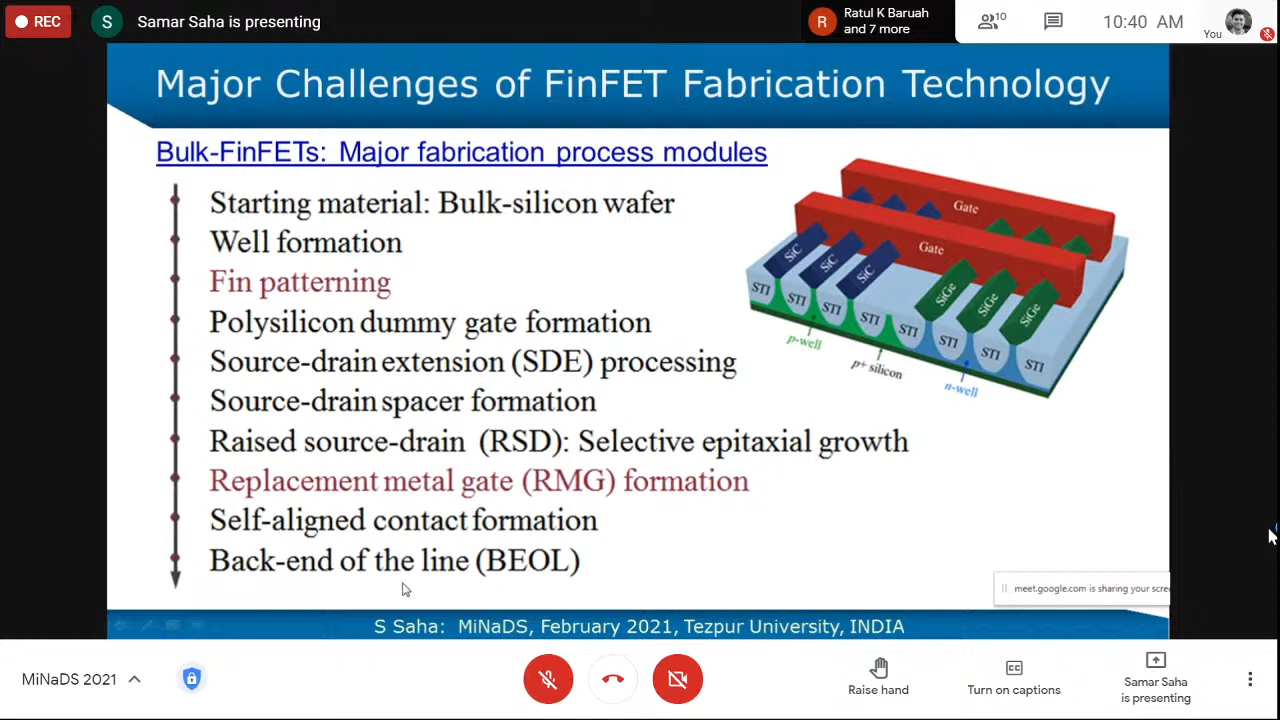 REC
S
Samar Saha is presenting
R
Ratul K Baruah
and 7 more
10
10:40 AM
You
Major Challenges of FinFET Fabrication Technology
Bulk-FinFETs: Major fabrication process modules
Starting material: Bulk-silicon wafer
Well formation
Fin patterning
Polysilicon dummy gate formation
Source-drain extension (SDE) processing
Source-drain spacer formation
Raised source-drain (RSD): Selective epitaxial growth
Replacement metal gate (RMG) formation
Self-aligned contact formation
Back-end of the line (BEOL)
Gate
Gate
SiC
SiC
SiC
SiGe
SiGe
SiGe
STI
STI
STI
STI
STI
STI
STI
STI
p-well
p+ silicon
n-well
meet.google.com is sharing your scre
S Saha: MiNaDS, February 2021, Tezpur University, INDIA
MiNaDS 2021
Raise hand
CC
Turn on captions
Samar Saha
is presenting